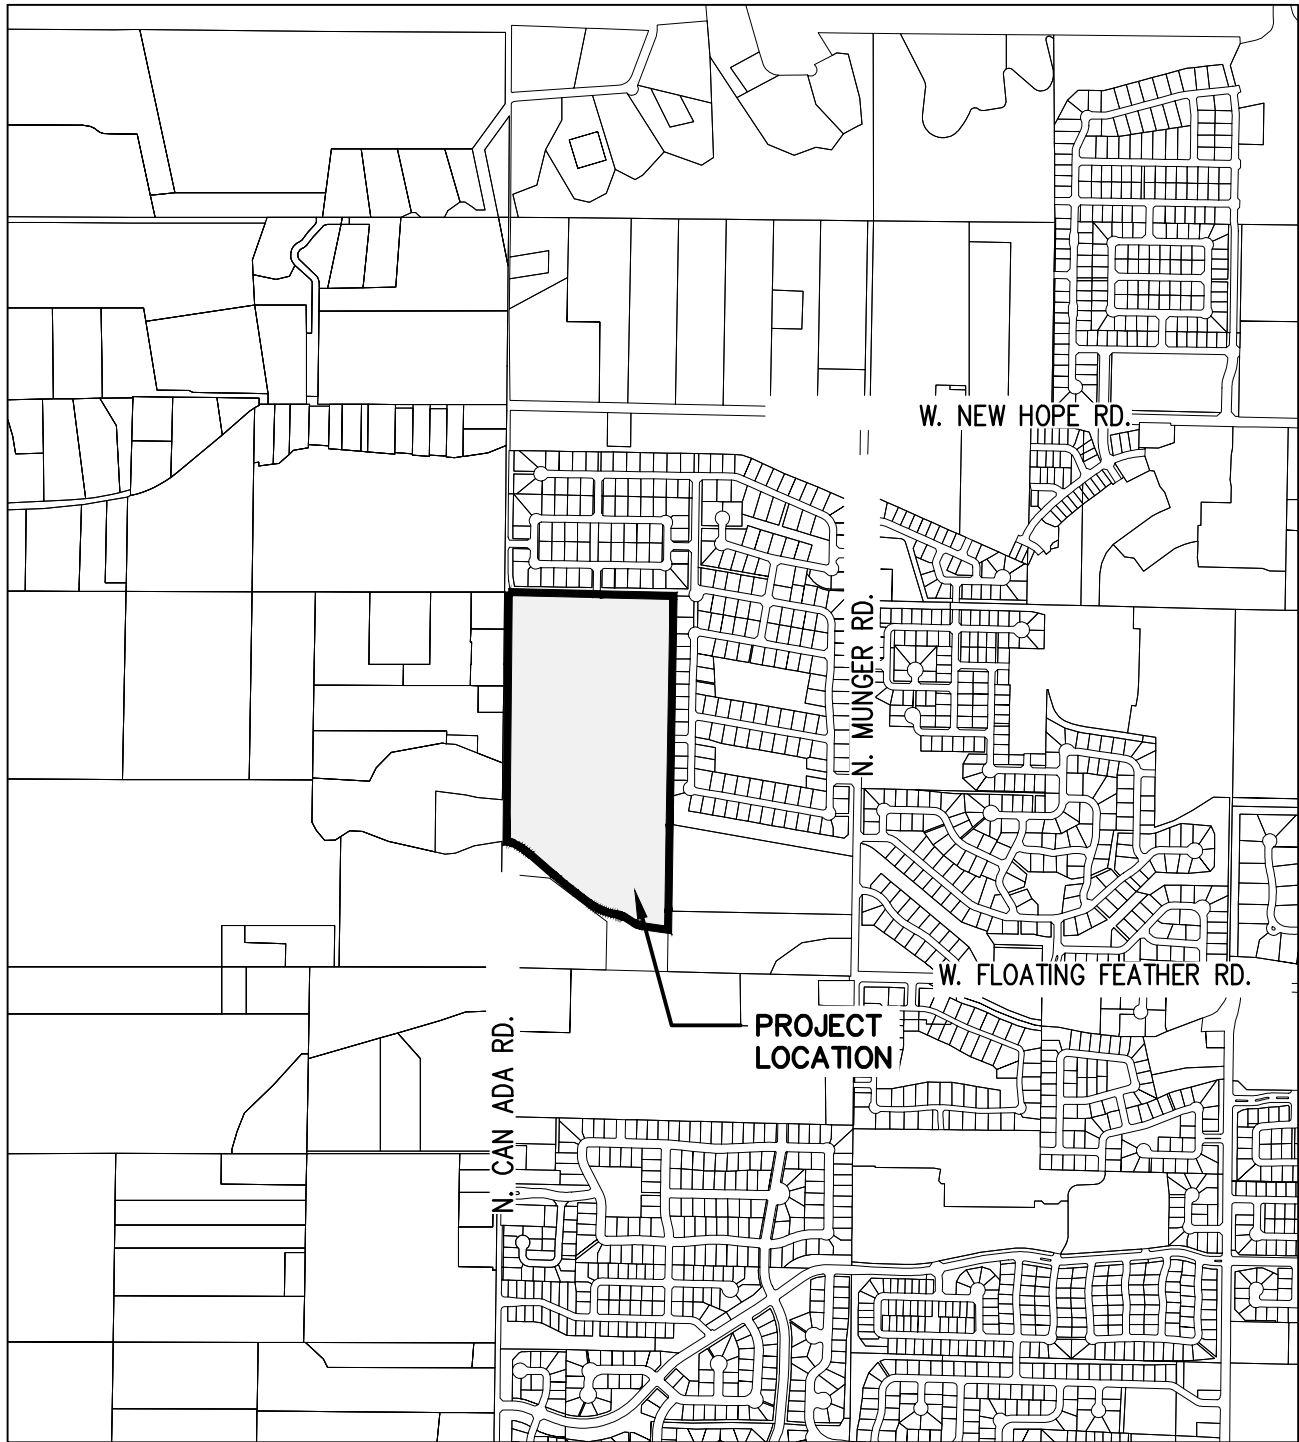 W. NEW HOPE RD.
N. MUNGER RD.
W. FLOATING FEATHER RD.
PROJECT
LOCATION
N. CAN ADA RD.